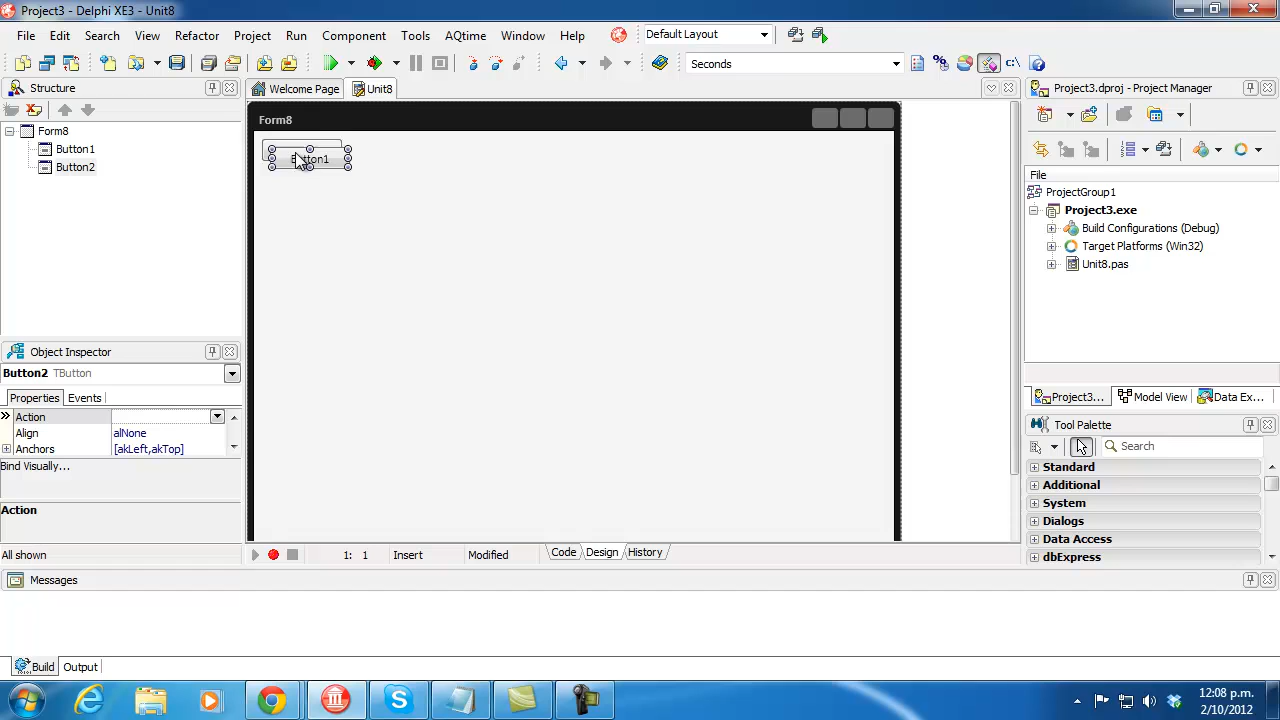 Project3 - Delphi XE3 - Unit8
File Edit Search View Refactor Project Run Component Tools AQtime Window Help
Default Layout
Seconds
Structure
Welcome Page
Unit8
Project3.dproj - Project Manager
Form8
Button1
Button2
Form8
Button1
File
ProjectGroup1
Project3.exe
Build Configurations (Debug)
Target Platforms (Win32)
Unit8.pas
Object Inspector
Button2 TButton
Properties Events
Action
Align alNone
Anchors [akLeft,akTop]
Bind Visually...
Action
All shown
Project3... Model View Data Ex...
Tool Palette
Search
Standard
Additional
System
Dialogs
Data Access
dbExpress
1: 1 Insert Modified Code Design History
Messages
Build Output
12:08 p.m.
2/10/2012